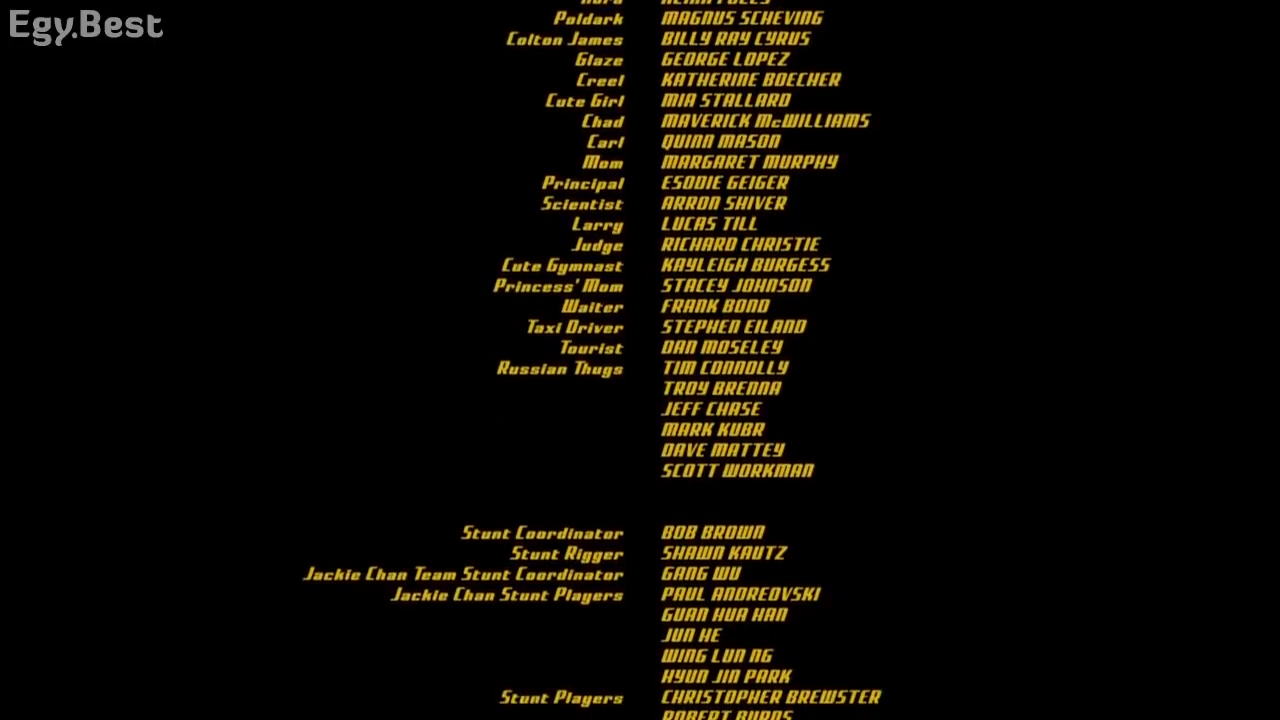 Egy.Best
Poldark MAGNUS SCHEVING
Colton James BILLY RAY CYRUS
Glaze GEORGE LOPEZ
Creel KATHERINE BOECHER
Cute Girl MIA STALLARD
Chad MAVERICK McWILLIAMS
Carl QUINN MASON
Mom MARGARET MURPHY
Principal ESODIE GEIGER
Scientist ARRON SHIVER
Larry LUCAS TILL
Judge RICHARD CHRISTIE
Cute Gymnast KAYLEIGH BURGESS
Princess' Mom STACEY JOHNSON
Waiter FRANK BOND
Taxi Driver STEPHEN EILAND
Tourist DAN MOSELEY
Russian Thugs TIM CONNOLLY
TROY BRENNA
JEFF CHASE
MARK KUBR
DAVE MATTEY
SCOTT WORKMAN
Stunt Coordinator BOB BROWN
Stunt Rigger SHAWN KAUTZ
Jackie Chan Team Stunt Coordinator GANG WU
Jackie Chan Stunt Players PAUL ANDREOVSKI
GUAN HUA HAN
JUN HE
WING LUN NG
HYUN JIN PARK
Stunt Players CHRISTOPHER BREWSTER
ROBERT BURNS